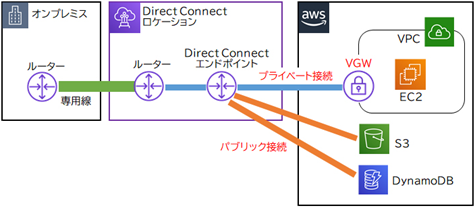 オンプレミス
ルーター
専用線
Direct Connect
ロケーション
ルーター
Direct Connect
エンドポイント
プライベート接続
パブリック接続
aws
VPC
VGW
EC2
S3
DynamoDB